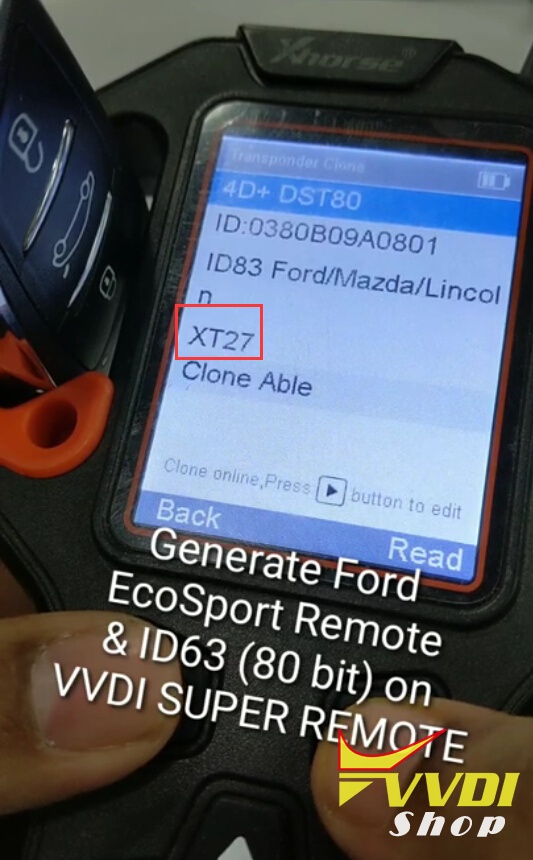 Xhorse
Transponder Clone
4D+ DST80
ID:0380B09A0801
ID83 Ford/Mazda/Lincol
n
XT27
Clone Able
Clone online,Press ▶ button to edit
Back Read
Generate Ford
EcoSport Remote
& ID63 (80 bit) on
VVDI SUPER REMOTE
VVDI
Shop